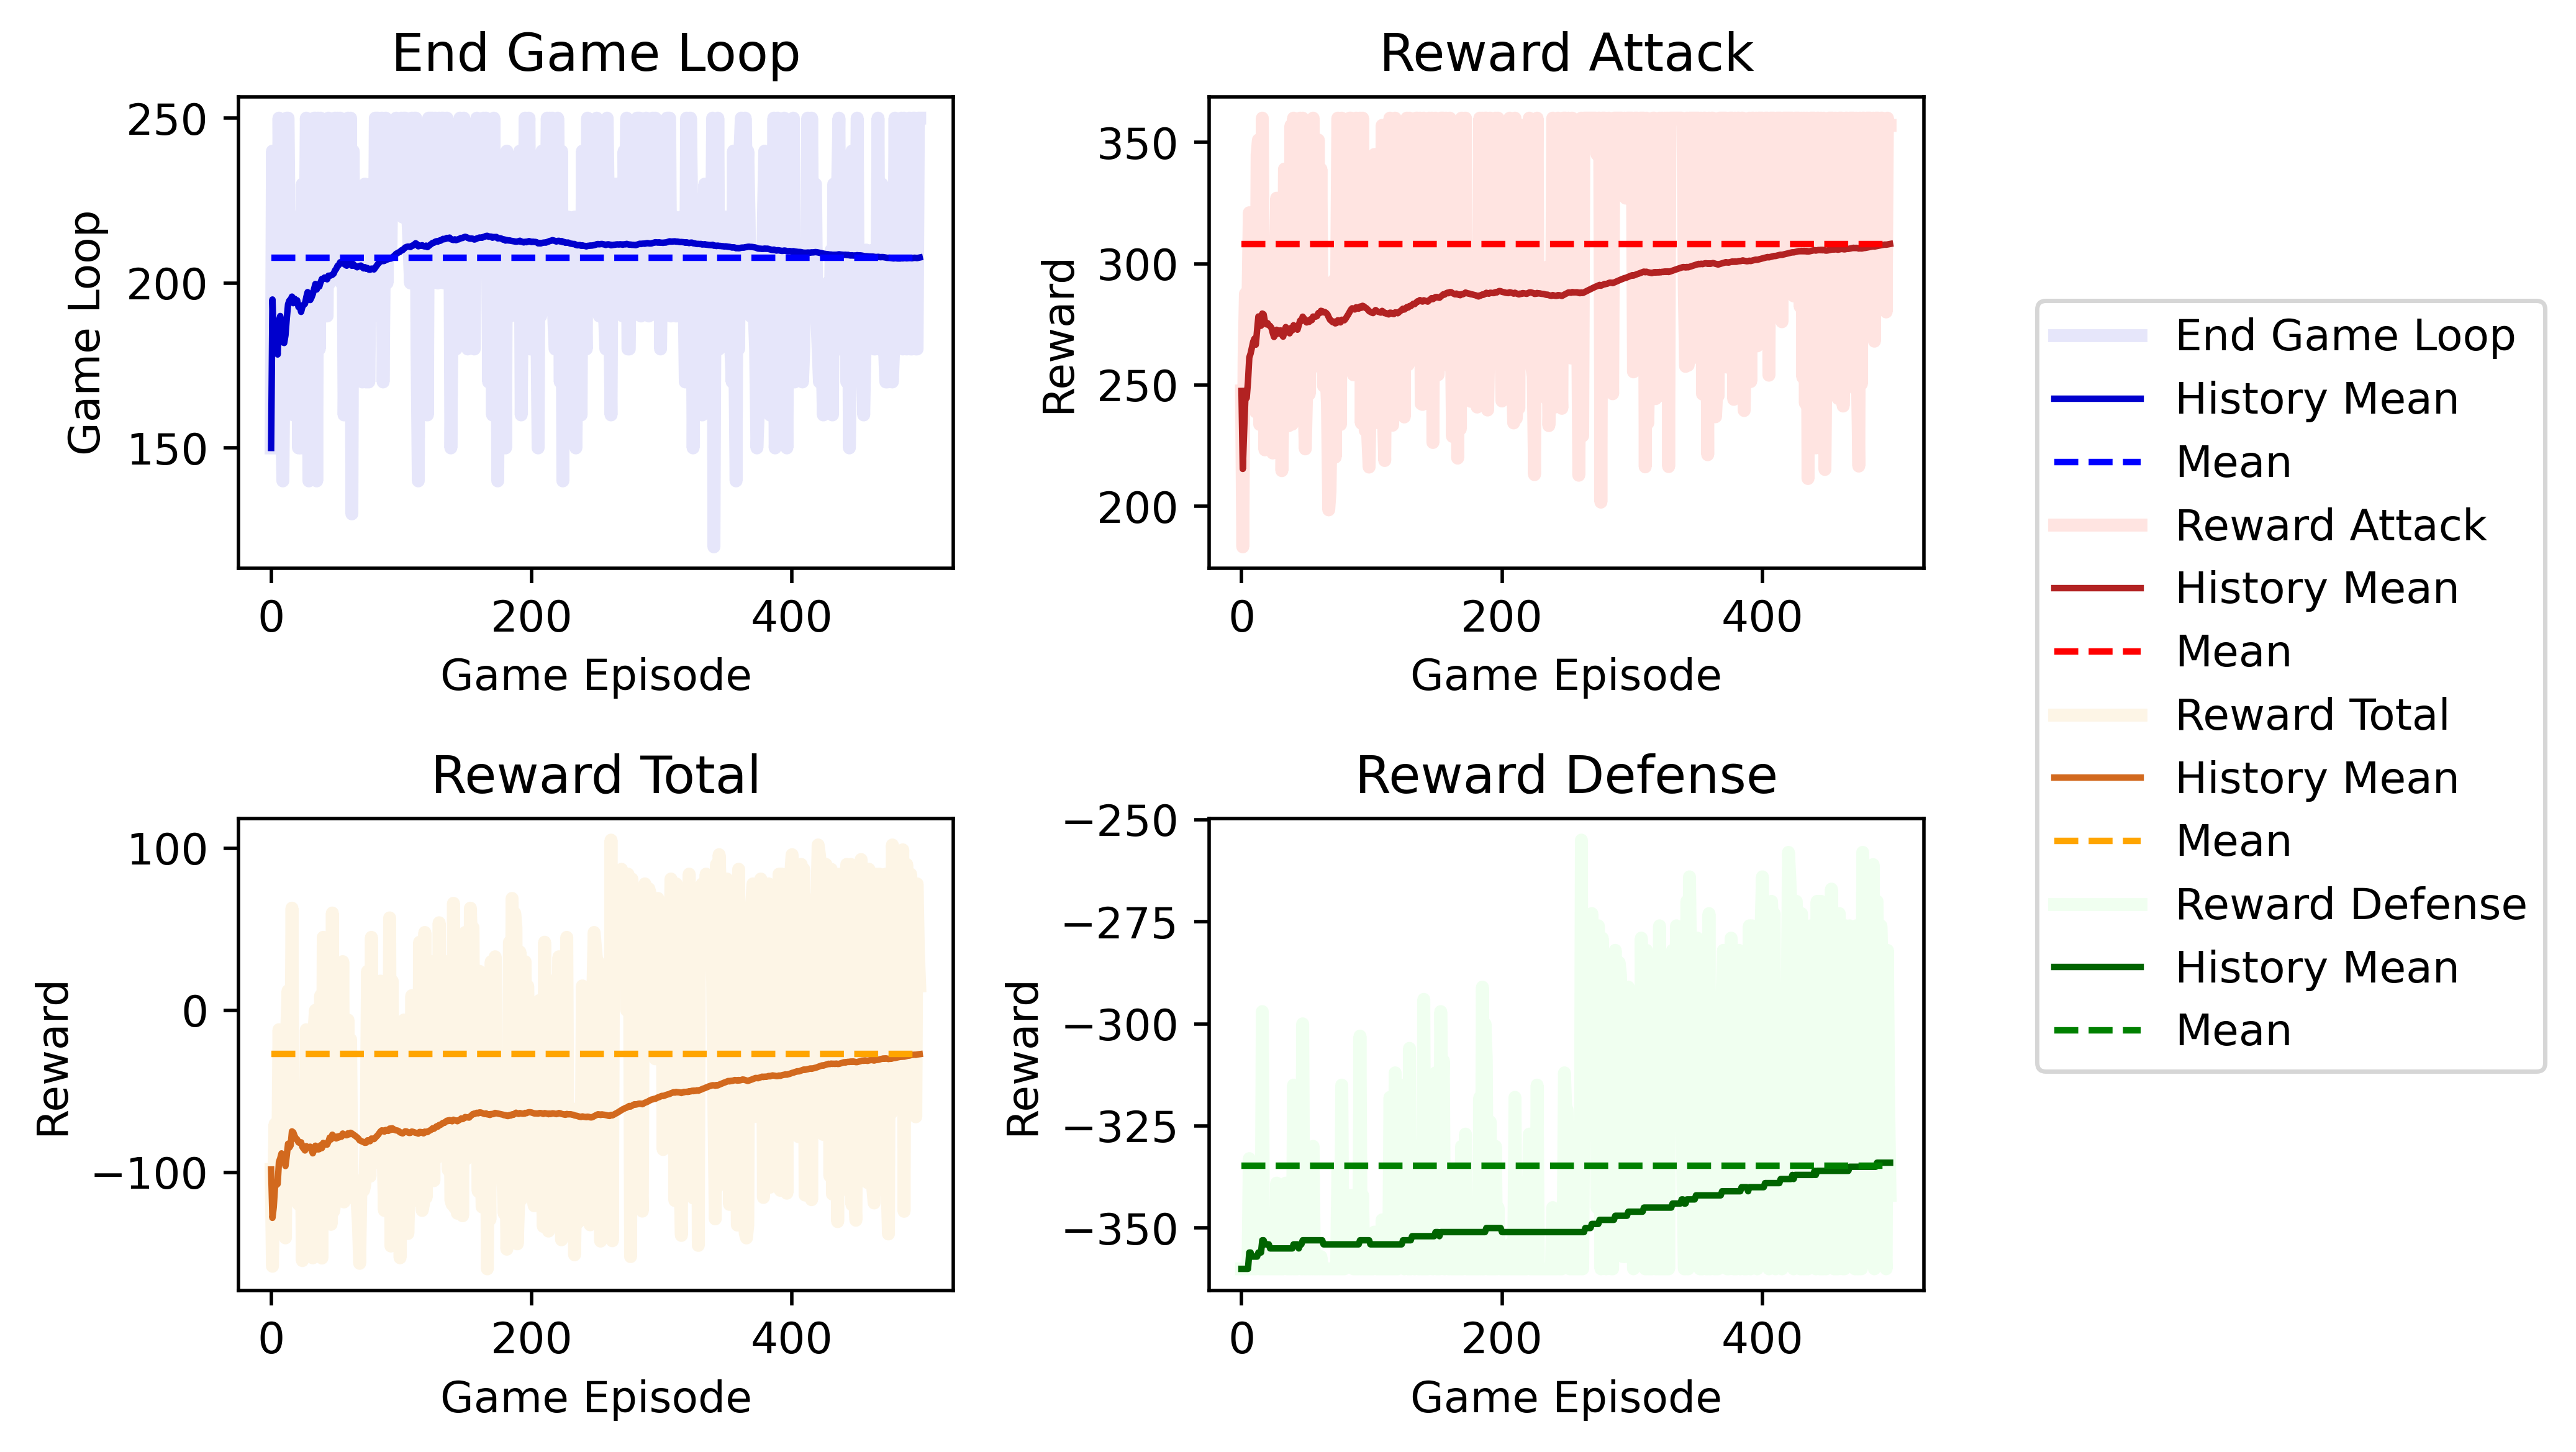 End Game Loop
250
200
150
Game Loop
0
200
400
Game Episode
Reward Attack
350
300
250
200
Reward
0
200
400
Game Episode
Reward Total
100
0
−100
Reward
0
200
400
Game Episode
Reward Defense
−250
−275
−300
−325
−350
Reward
0
200
400
Game Episode
End Game Loop
History Mean
Mean
Reward Attack
History Mean
Mean
Reward Total
History Mean
Mean
Reward Defense
History Mean
Mean